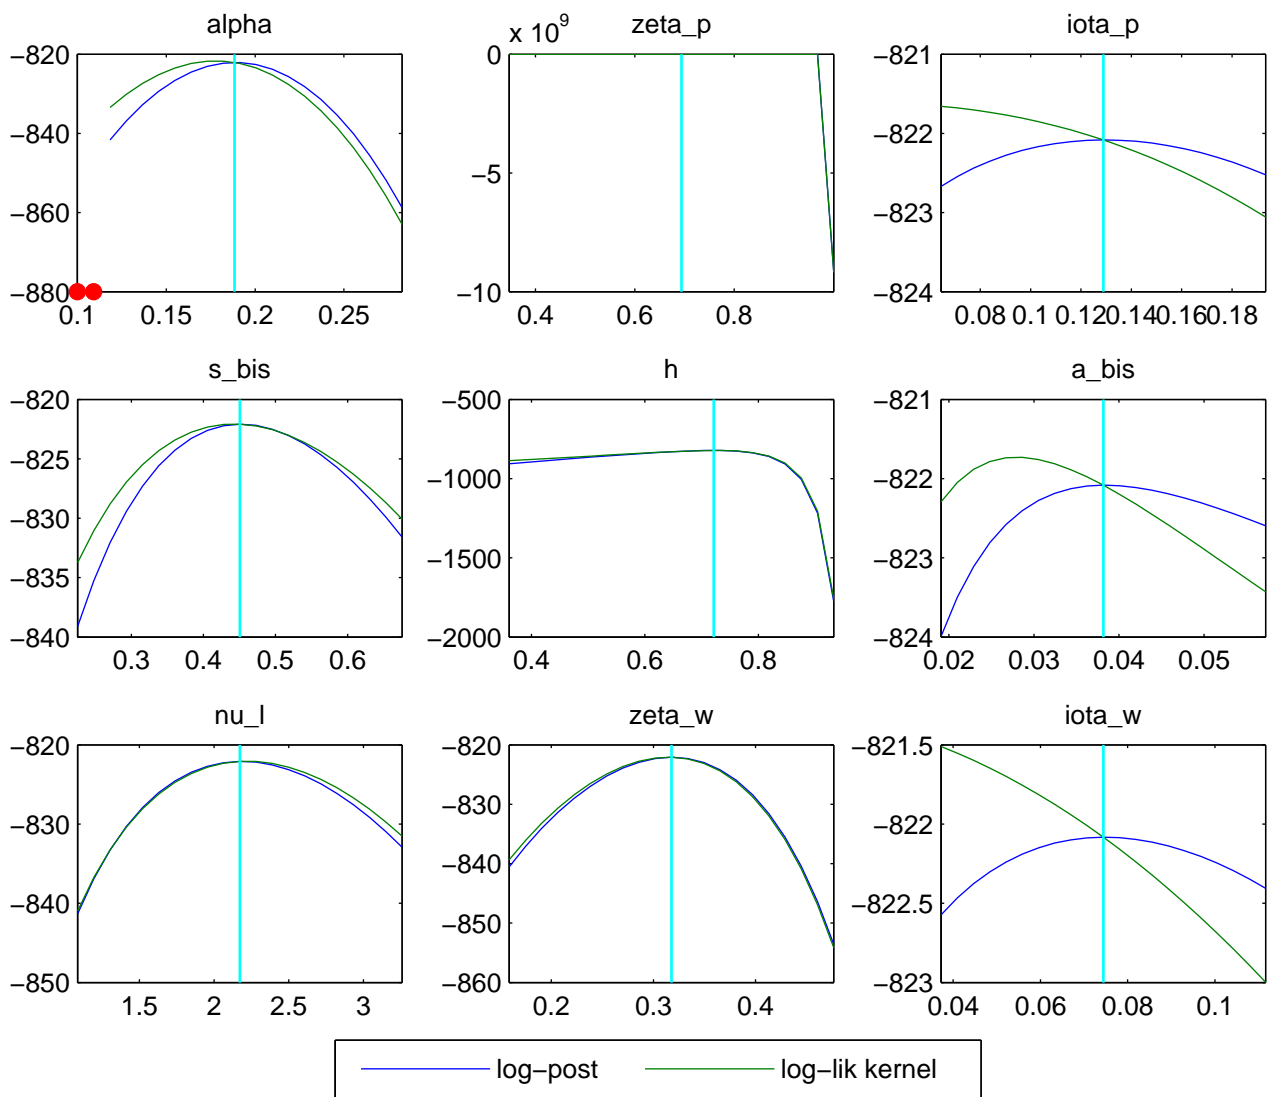 alpha
−820
−840
−860
−880
0.1 0.15 0.2 0.25
zeta_p
x 10^9
0
−5
−10
0.4 0.6 0.8
iota_p
−821
−822
−823
−824
0.08 0.1 0.12 0.14 0.16 0.18
s_bis
−820
−825
−830
−835
−840
0.3 0.4 0.5 0.6
h
−500
−1000
−1500
−2000
0.4 0.6 0.8
a_bis
−821
−822
−823
−824
0.02 0.03 0.04 0.05
nu_l
−820
−830
−840
−850
1.5 2 2.5 3
zeta_w
−820
−830
−840
−850
−860
0.2 0.3 0.4
iota_w
−821.5
−822
−822.5
−823
0.04 0.06 0.08 0.1
log−post log−lik kernel